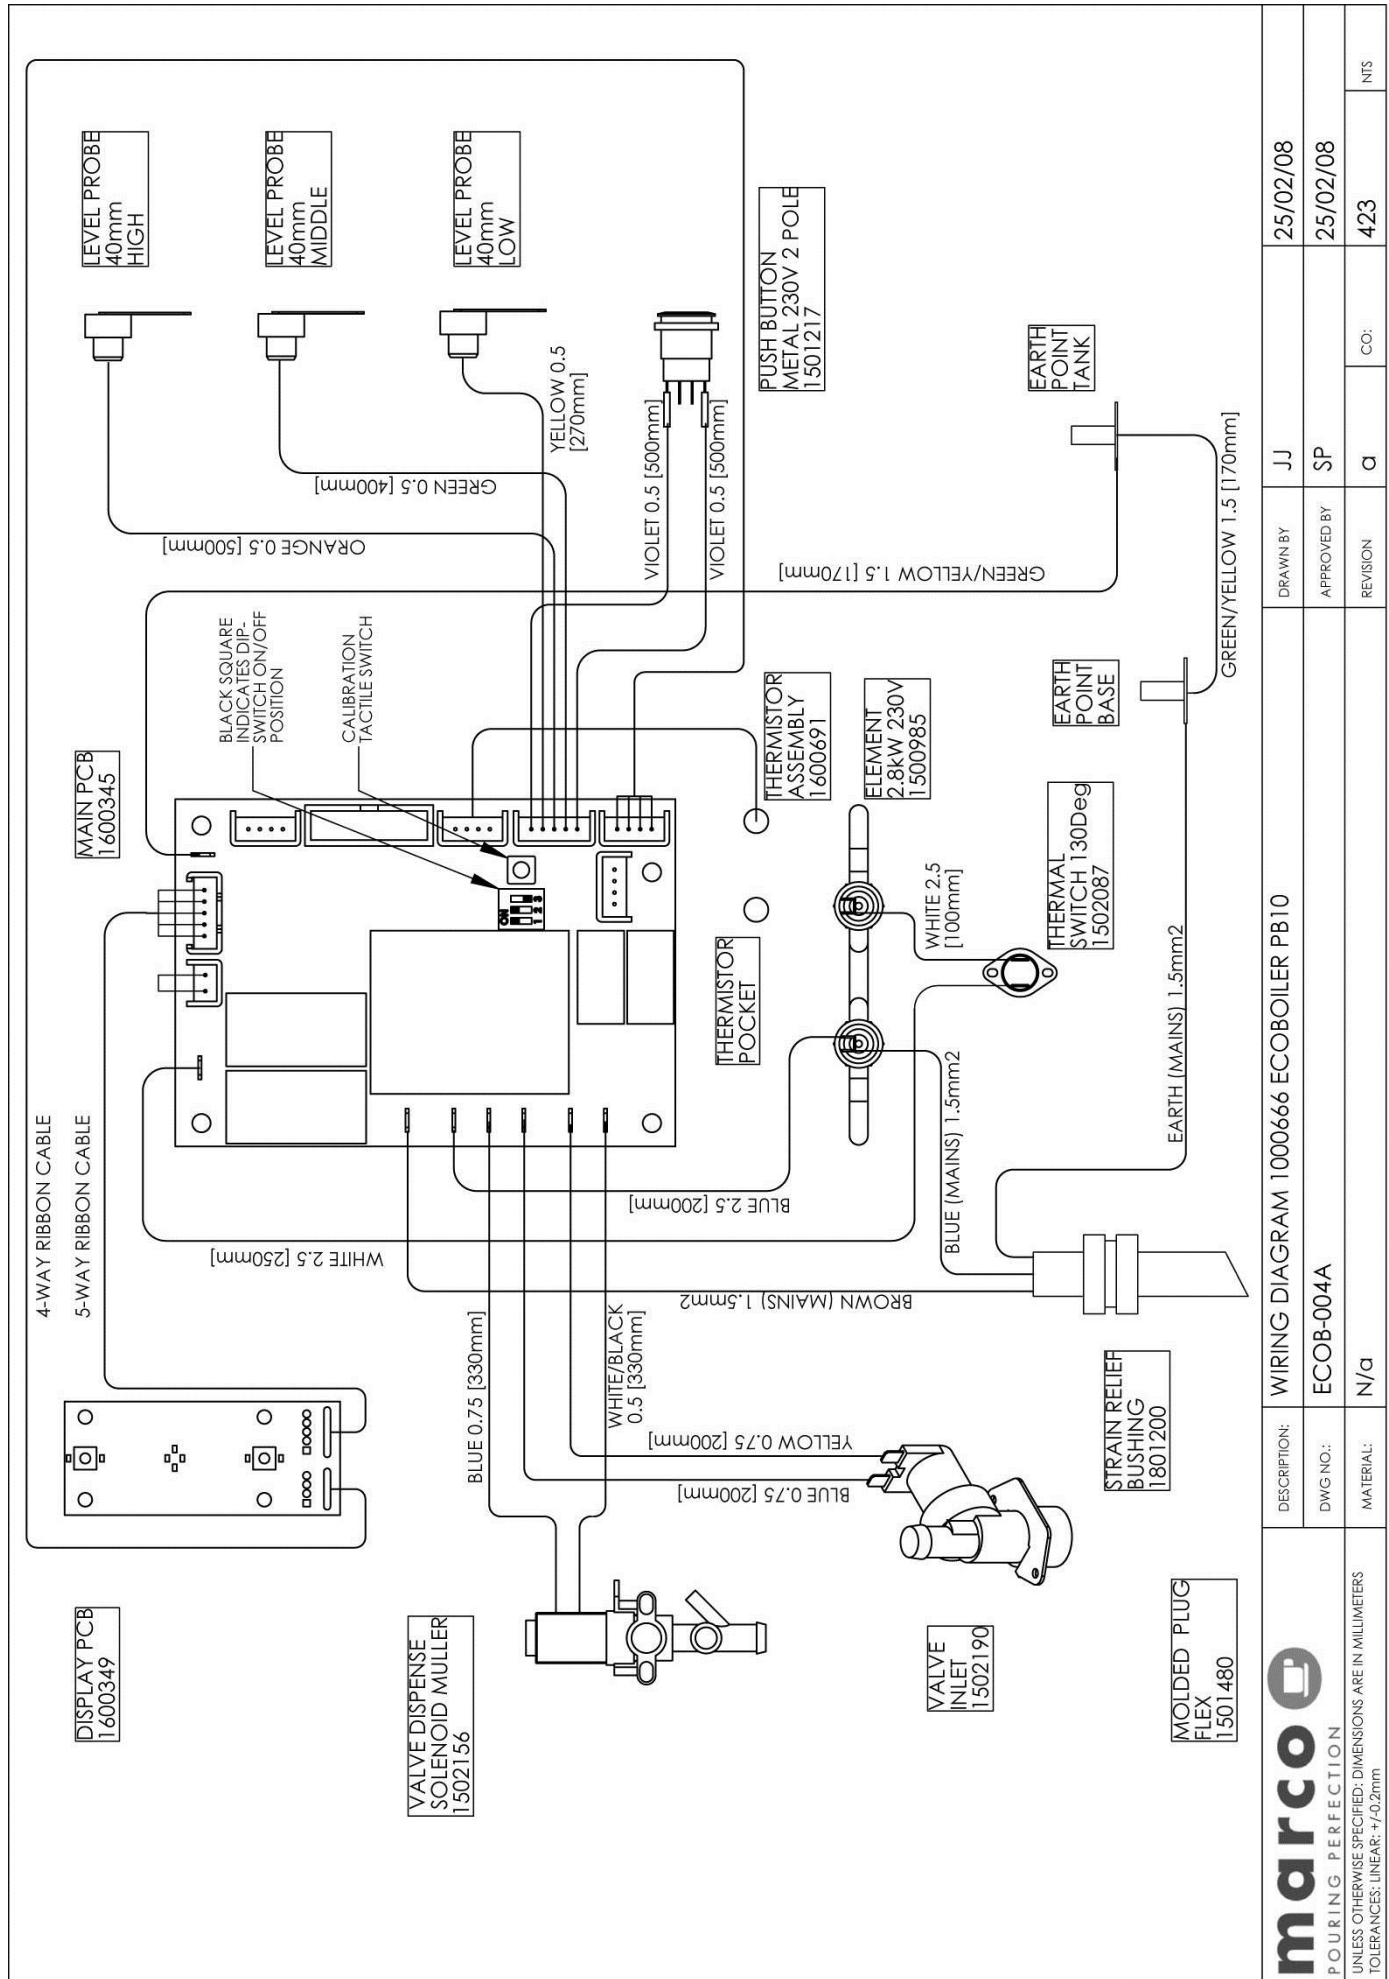 4-WAY RIBBON CABLE
5-WAY RIBBON CABLE
DISPLAY PCB
1600349
MAIN PCB
1600345
LEVEL PROBE
40mm
HIGH
LEVEL PROBE
40mm
MIDDLE
LEVEL PROBE
40mm
LOW
ORANGE 0.5 [500mm]
GREEN 0.5 [400mm]
YELLOW 0.5
[270mm]
BLACK SQUARE
INDICATES DIP-
SWITCH ON/OFF
POSITION
CALIBRATION
TACTILE SWITCH
ON
1 2 3
VIOLET 0.5 [500mm]
VIOLET 0.5 [500mm]
PUSH BUTTON
METAL 230V 2 POLE
1501217
WHITE 2.5 [250mm]
BLUE 2.5 [200mm]
BROWN (MAINS) 1.5mm2
BLUE 0.75 [330mm]
WHITE/BLACK
0.5 [330mm]
YELLOW 0.75 [200mm]
BLUE 0.75 [200mm]
VALVE DISPENSE
SOLENOID MULLER
1502156
VALVE
INLET
1502190
THERMISTOR
POCKET
THERMISTOR
ASSEMBLY
1600691
ELEMENT
2.8kW 230V
1500985
WHITE 2.5
[100mm]
THERMAL
SWITCH 130Deg
1502087
BLUE (MAINS) 1.5mm2
EARTH (MAINS) 1.5mm2
GREEN/YELLOW 1.5 [170mm]
EARTH
POINT
TANK
EARTH
POINT
BASE
GREEN/YELLOW 1.5 [170mm]
STRAIN RELIEF
BUSHING
1801200
MOLDED PLUG
FLEX
1501480
marco
POURING PERFECTION
UNLESS OTHERWISE SPECIFIED: DIMENSIONS ARE IN MILLIMETERS
TOLERANCES: LINEAR: +/-0.2mm
DESCRIPTION: WIRING DIAGRAM 1000666 ECOBOILER PB10 DRAWN BY JJ 25/02/08
DWG NO.: ECOB-004A APPROVED BY SP 25/02/08
MATERIAL: N/a REVISION a CO: 423 NTS